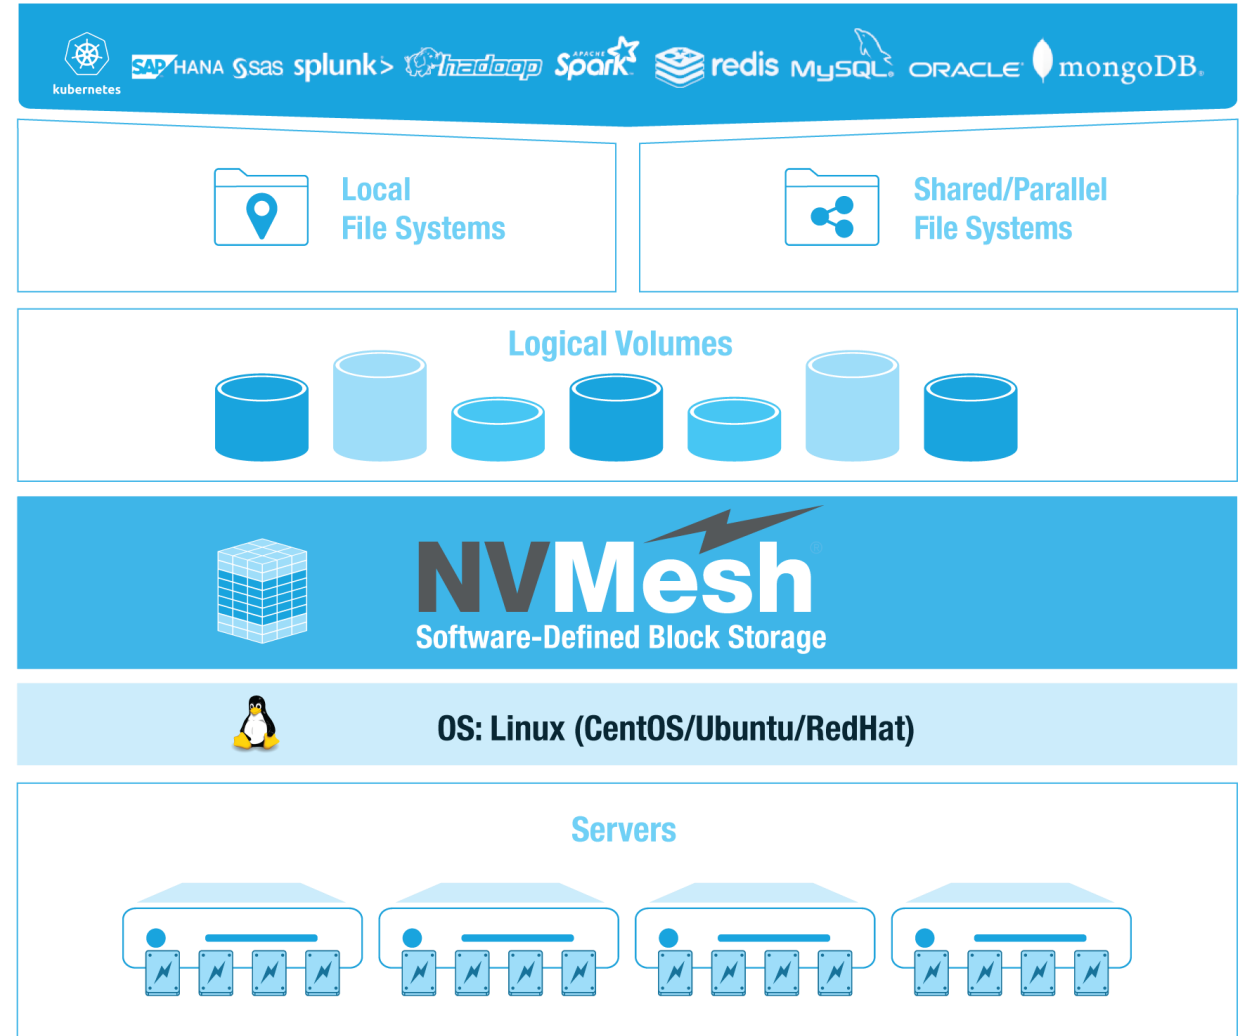 kubernetes SAP HANA Ssas splunk> hadoop APACHE Spark redis MySQL® ORACLE® mongoDB®
Local
File Systems
Shared/Parallel
File Systems
Logical Volumes
NVMesh®
Software-Defined Block Storage
OS: Linux (CentOS/Ubuntu/RedHat)
Servers